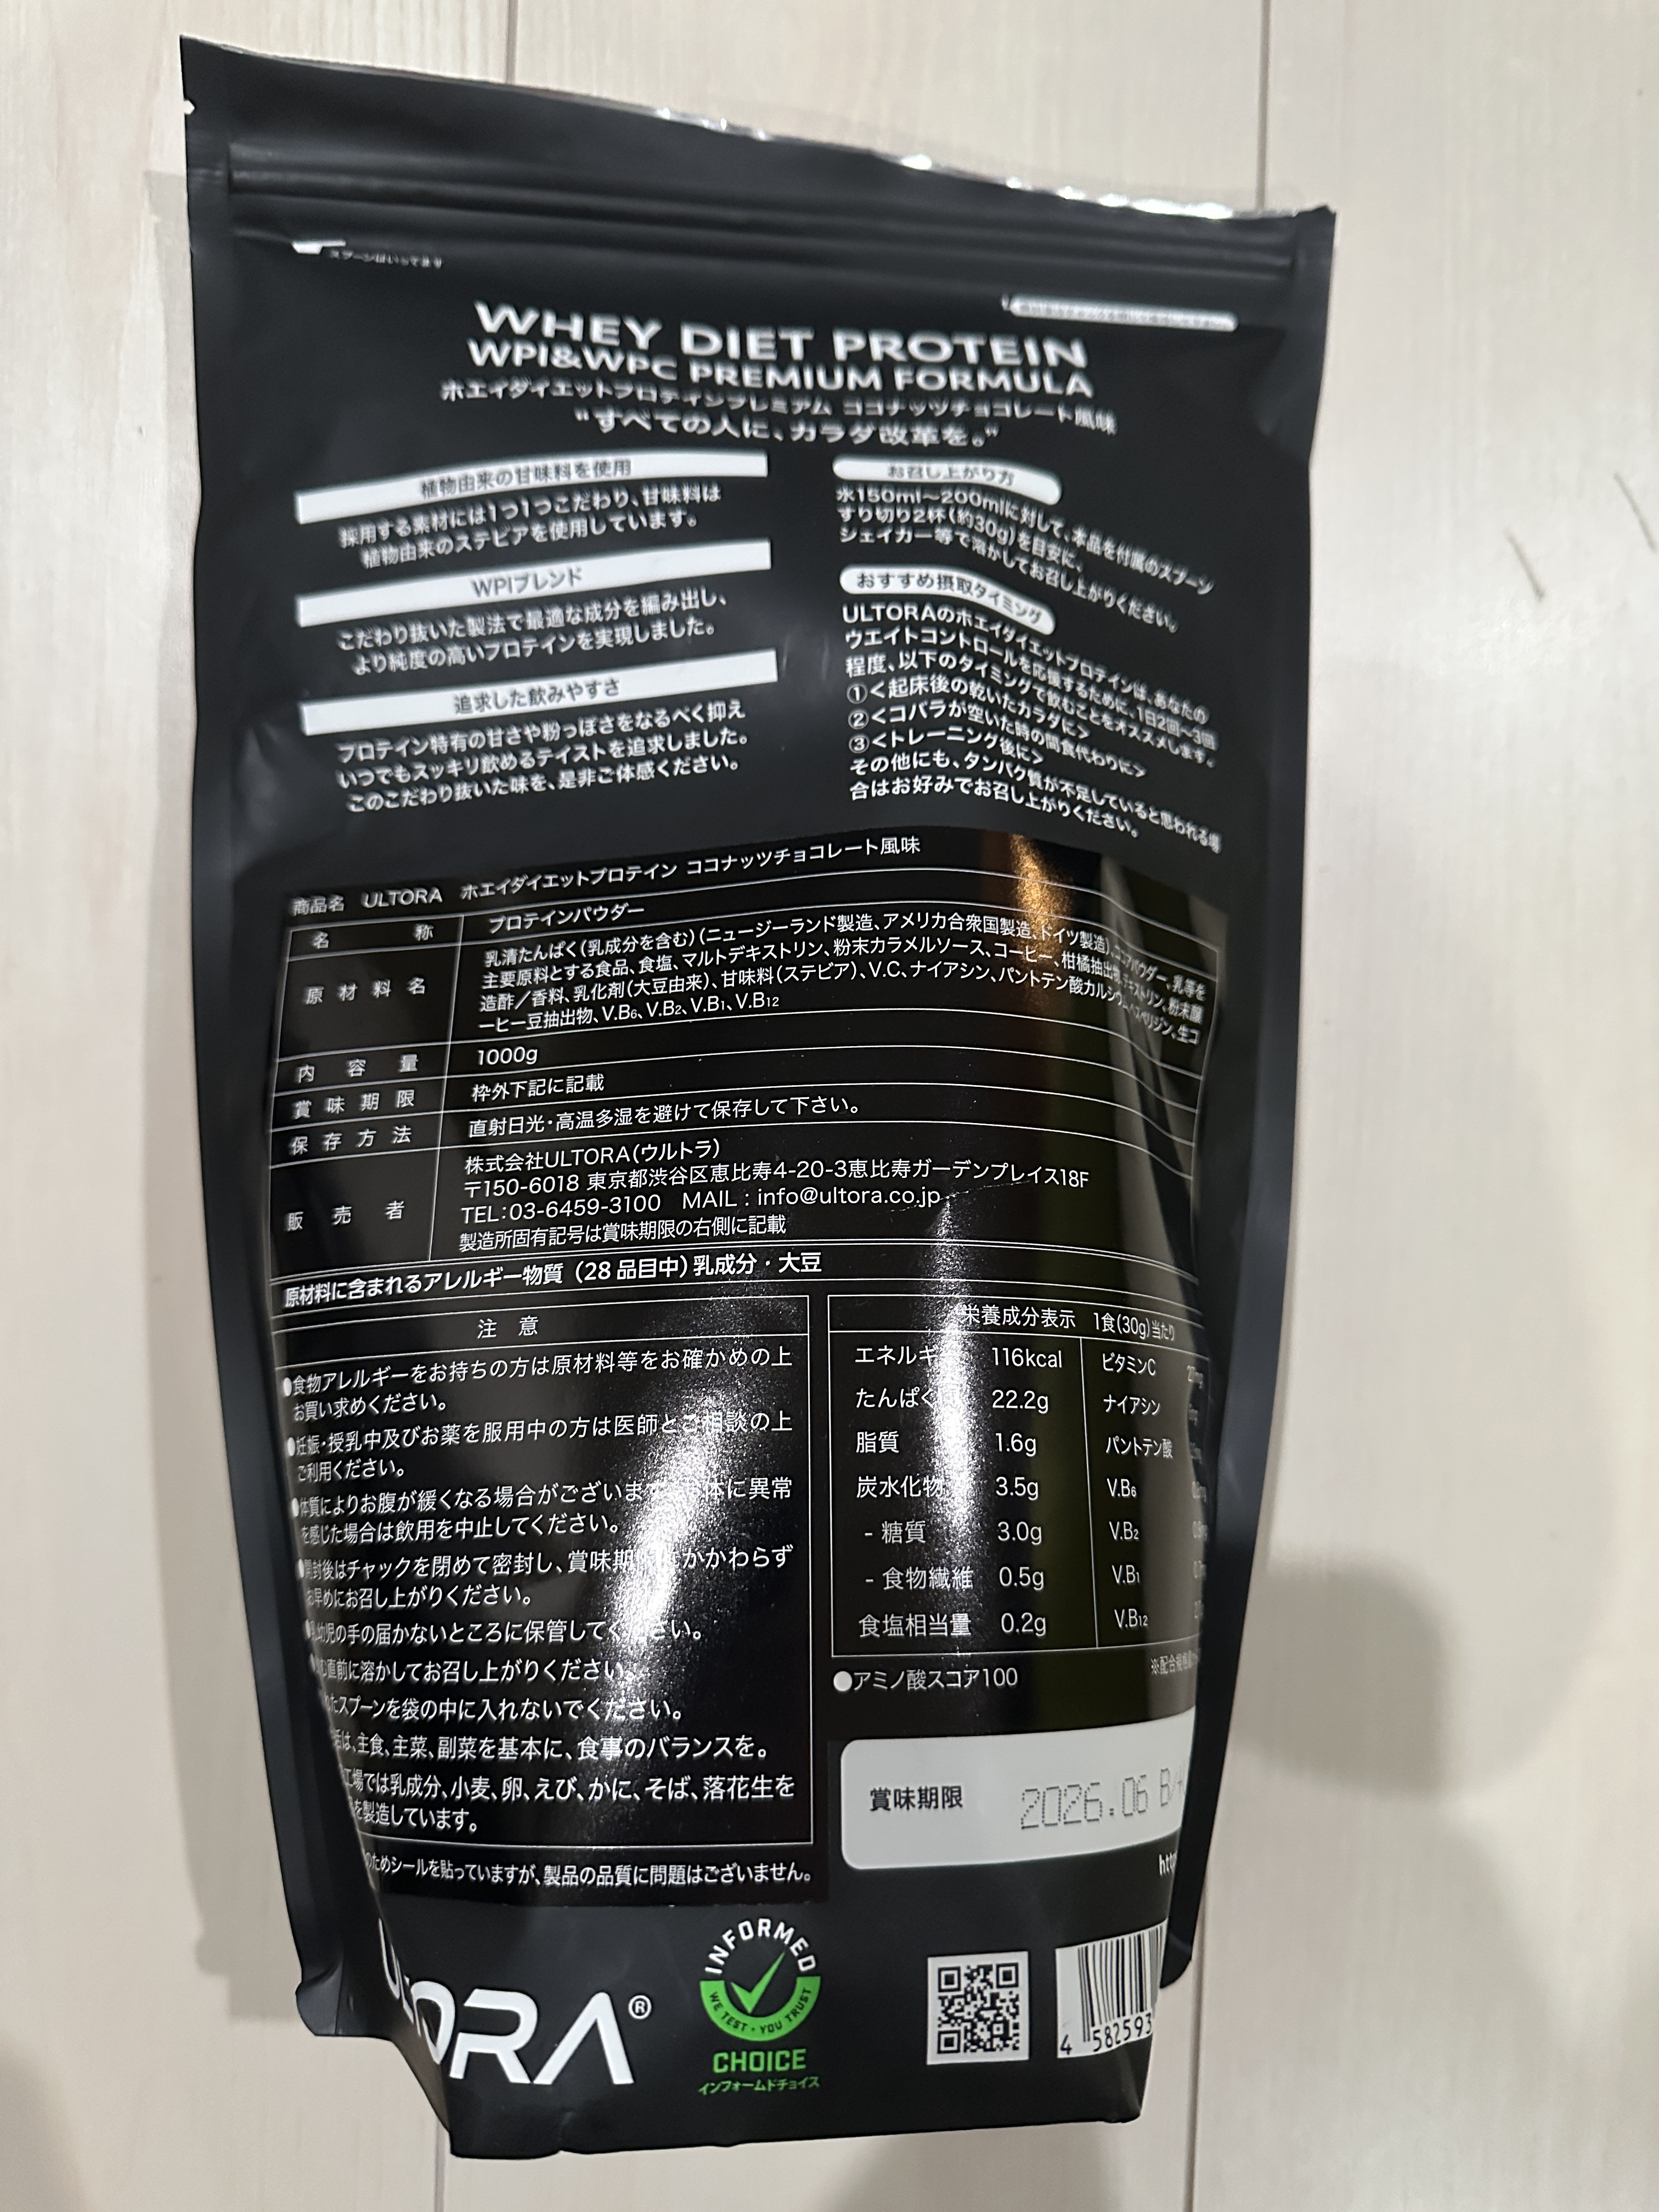 スプーンはいってます
WHEY DIET PROTEIN
WPI&WPC PREMIUM FORMULA
ホエイダイエットプロテインプレミアム ココナッツチョコレート風味
“すべての人に、カラダ改革を。”
植物由来の甘味料を使用
採用する素材には1つ1つこだわり、甘味料は
植物由来のステビアを使用しています。
WPIブレンド
こだわり抜いた製法で最適な成分を編み出し、
より純度の高いプロテインを実現しました。
追求した飲みやすさ
プロテイン特有の甘さや粉っぽさをなるべく抑え
いつでもスッキリ飲めるテイストを追求しました。
このこだわり抜いた味を、是非ご体感ください。
お召し上がり方
水150ml〜200mlに対して、本品を付属のスプーン
すり切り2杯(約30g)を目安に、
シェイカー等で溶かしてお召し上がりください。
おすすめ摂取タイミング
ULTORAのホエイダイエットプロテインは、あなたの
ウエイトコントロールを応援するために、1日2回〜3回
程度、以下のタイミングで飲むことをオススメします。
①<起床後の乾いたカラダに>
②<コバラが空いた時の間食代わりに>
③<トレーニング後に>
その他にも、タンパク質が不足していると思われる場
合はお好みでお召し上がりください。
商品名 ULTORA ホエイダイエットプロテイン ココナッツチョコレート風味
名称 プロテインパウダー
原材料名 乳清たんぱく(乳成分を含む)(ニュージーランド製造、アメリカ合衆国製造、ドイツ製造)、ココアパウダー、乳等を
主要原料とする食品、食塩、マルトデキストリン、粉末カラメルソース、コーヒー、柑橘抽出物、デキストリン、粉末醸
造酢／香料、乳化剤(大豆由来)、甘味料(ステビア)、V.C、ナイアシン、パントテン酸カルシウム、ヘスペリジン、生コ
ーヒー豆抽出物、V.B6、V.B2、V.B1、V.B12
内容量 1000g
賞味期限 枠外下記に記載
保存方法 直射日光・高温多湿を避けて保存して下さい。
販売者 株式会社ULTORA(ウルトラ)
〒150-6018 東京都渋谷区恵比寿4-20-3恵比寿ガーデンプレイス18F
TEL:03-6459-3100 MAIL : info@ultora.co.jp
製造所固有記号は賞味期限の右側に記載
原材料に含まれるアレルギー物質（28 品目中）乳成分・大豆
注 意
●食物アレルギーをお持ちの方は原材料等をお確かめの上
お買い求めください。
●妊娠・授乳中及びお薬を服用中の方は医師とご相談の上
ご利用ください。
●体質によりお腹が緩くなる場合がございま 体に異常
を感じた場合は飲用を中止してください。
●開封後はチャックを閉めて密封し、賞味期 かかわらず
お早めにお召し上がりください。
幼児の手の届かないところに保管してください。
直前に溶かしてお召し上がりください。
れたスプーンを袋の中に入れないでください。
は、主食、主菜、副菜を基本に、食事のバランスを。
工場では乳成分、小麦、卵、えび、かに、そば、落花生を
を製造しています。
のためシールを貼っていますが、製品の品質に問題はございません。
栄養成分表示 1食(30g)当たり
エネルギ 116kcal ビタミンC
たんぱく 22.2g ナイアシン
脂質 1.6g パントテン酸
炭水化物 3.5g V.B6
- 糖質 3.0g V.B2
- 食物繊維 0.5g V.B1
食塩相当量 0.2g V.B12
●アミノ酸スコア100
賞味期限 2026.06 B/
http
ULTORA®
INFORMED
WE TEST・YOU TRUST
CHOICE
インフォームドチョイス
4 582593